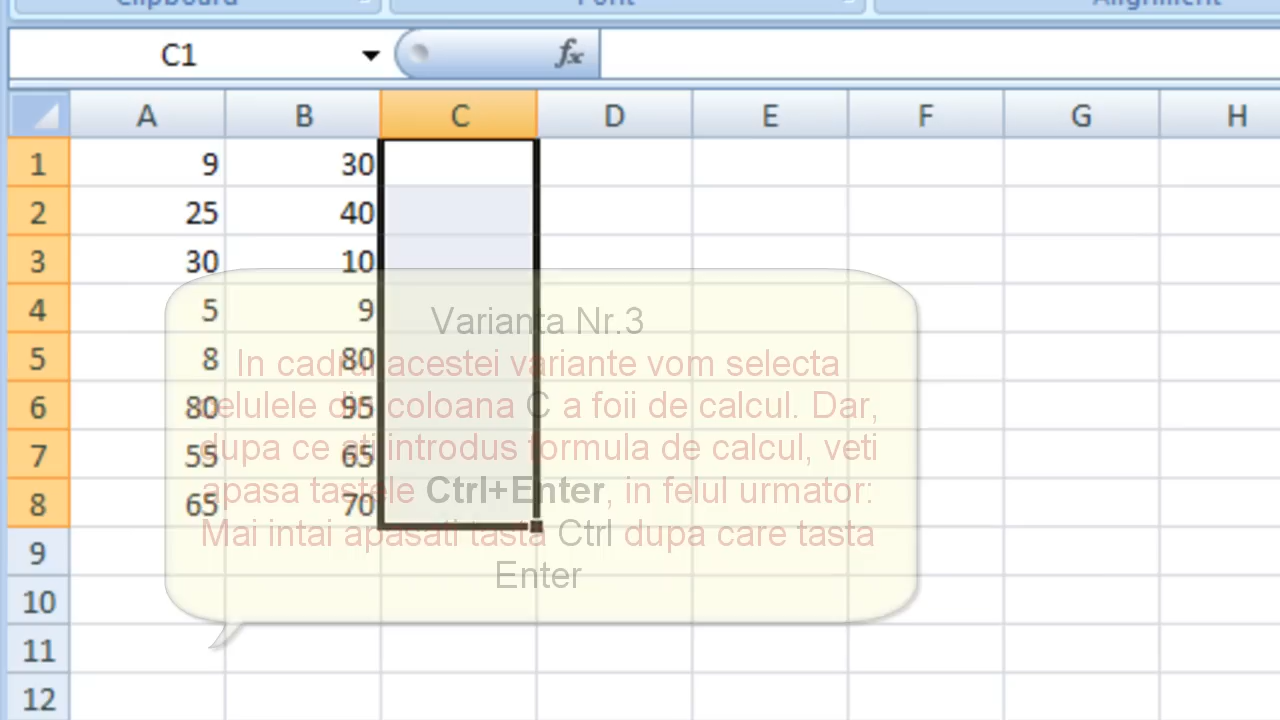 Clipboard Font Alignment
C1 fx
A B C D E F G H
1 9 30
2 25 40
3 30 10
4 5 9
5 8 80
6 80 95
7 55 65
8 65 70
9
10
11
12
Varianta Nr.3
In cadrul acestei variante vom selecta
celulele din coloana C a foii de calcul. Dar,
dupa ce ati introdus formula de calcul, veti
apasa tastele Ctrl+Enter, in felul urmator:
Mai intai apasati tasta Ctrl dupa care tasta
Enter